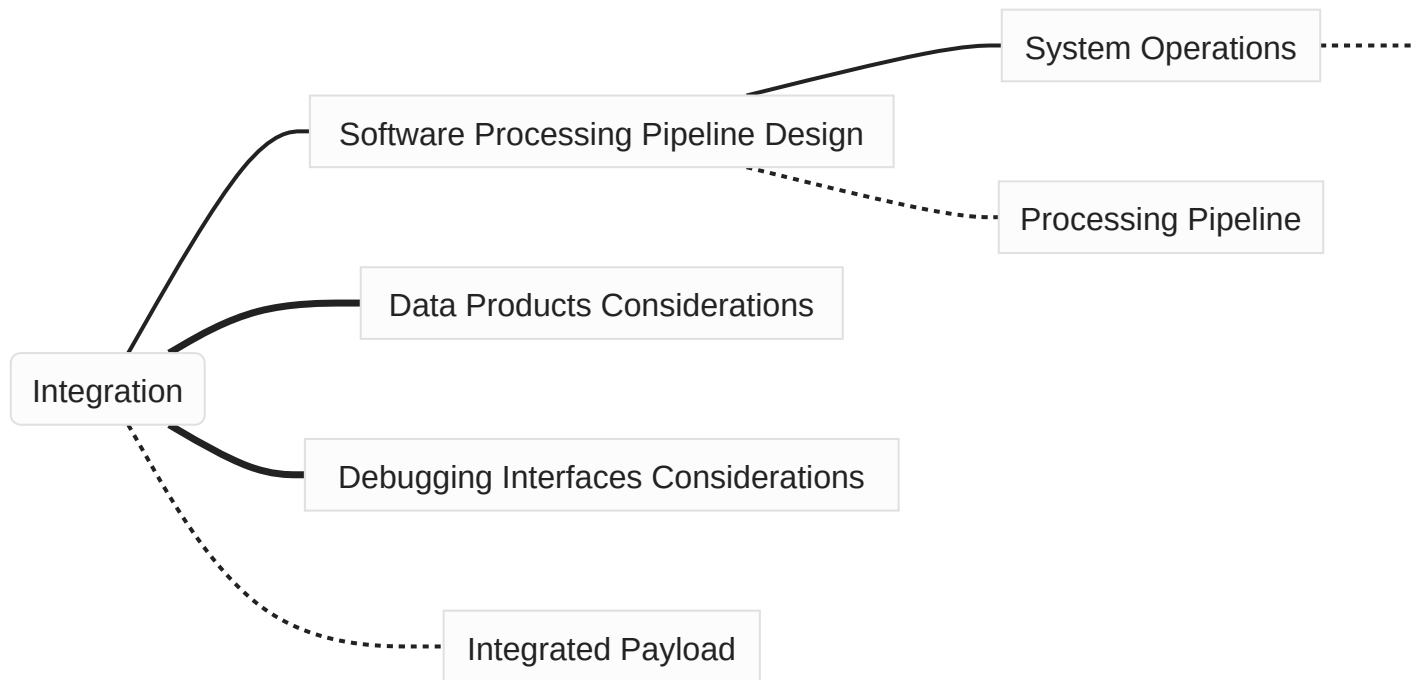 System Operations
Software Processing Pipeline Design
Processing Pipeline
Data Products Considerations
Integration
Debugging Interfaces Considerations
Integrated Payload